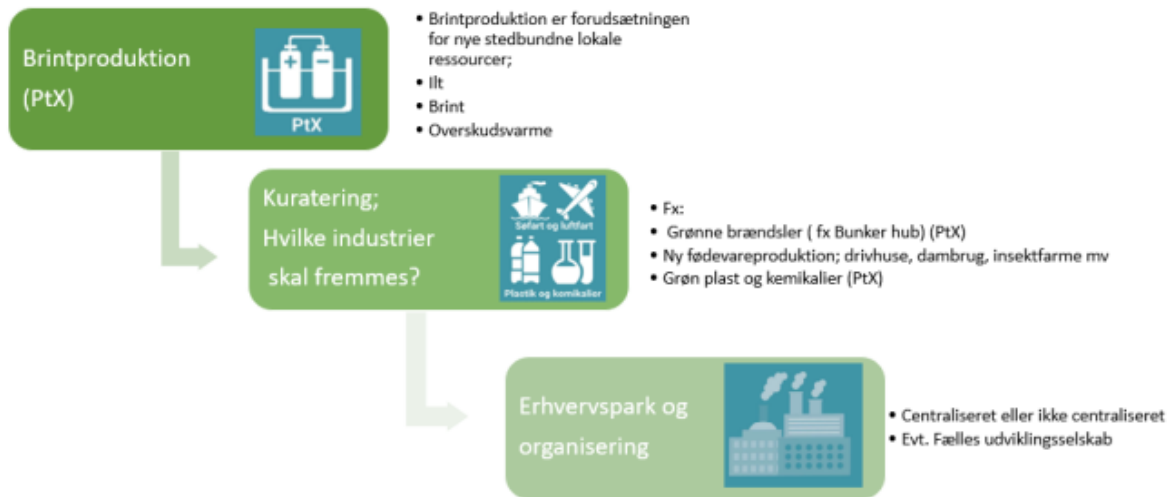 Brintproduktion
(PtX)
+ −
PtX
• Brintproduktion er forudsætningen
for nye stedbundne lokale
ressourcer;
• Ilt
• Brint
• Overskudsvarme
Kuratering;
Hvilke industrier
skal fremmes?
Søfart og luftfart
Plastik og kemikalier
• Fx:
• Grønne brændsler ( fx Bunker hub) (PtX)
• Ny fødevareproduktion; drivhuse, dambrug, insektfarme mv
• Grøn plast og kemikalier (PtX)
Erhvervspark og
organisering
• Centraliseret eller ikke centraliseret
• Evt. Fælles udviklingsselskab